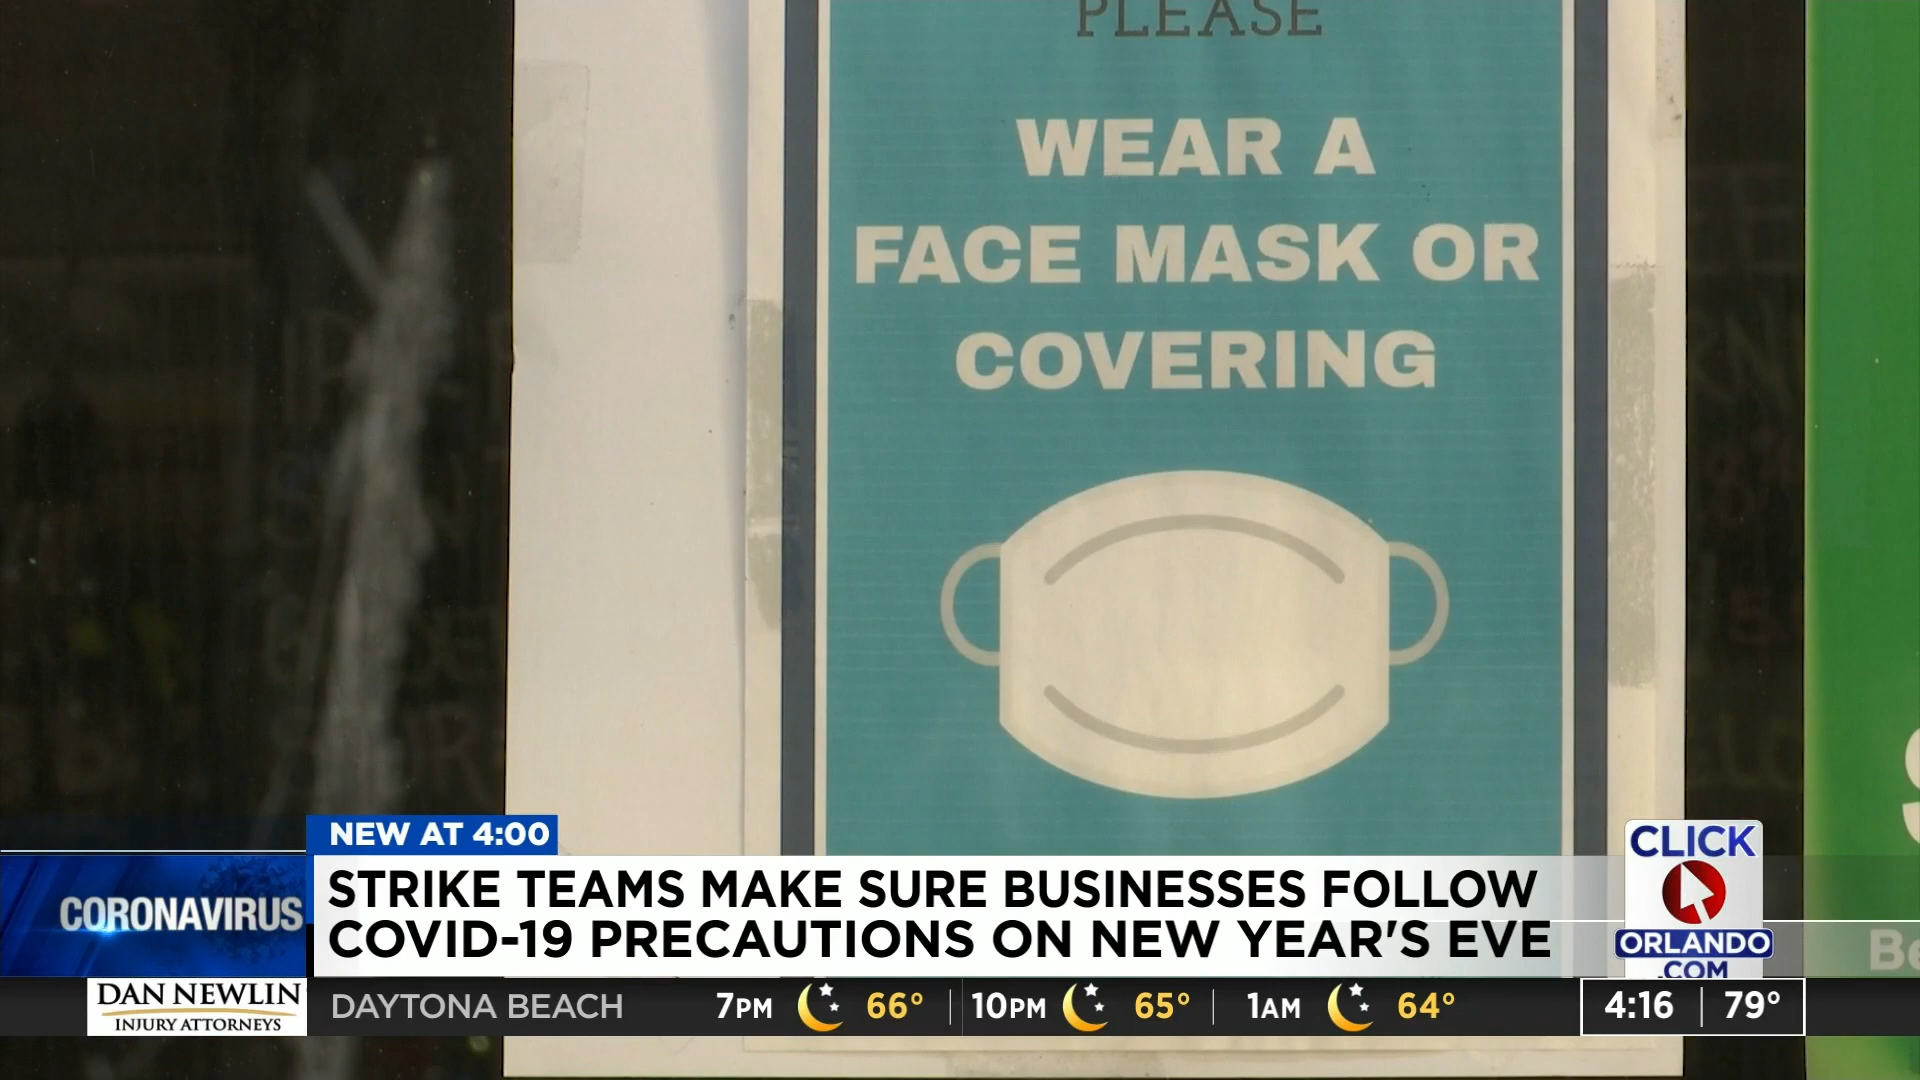 PLEASE
WEAR A
FACE MASK OR
COVERING
NEW AT 4:00
CORONAVIRUS
STRIKE TEAMS MAKE SURE BUSINESSES FOLLOW
COVID-19 PRECAUTIONS ON NEW YEAR'S EVE
CLICK
ORLANDO
.COM
DAN NEWLIN
INJURY ATTORNEYS
DAYTONA BEACH 7PM 66° 10PM 65° 1AM 64° 4:16 79°